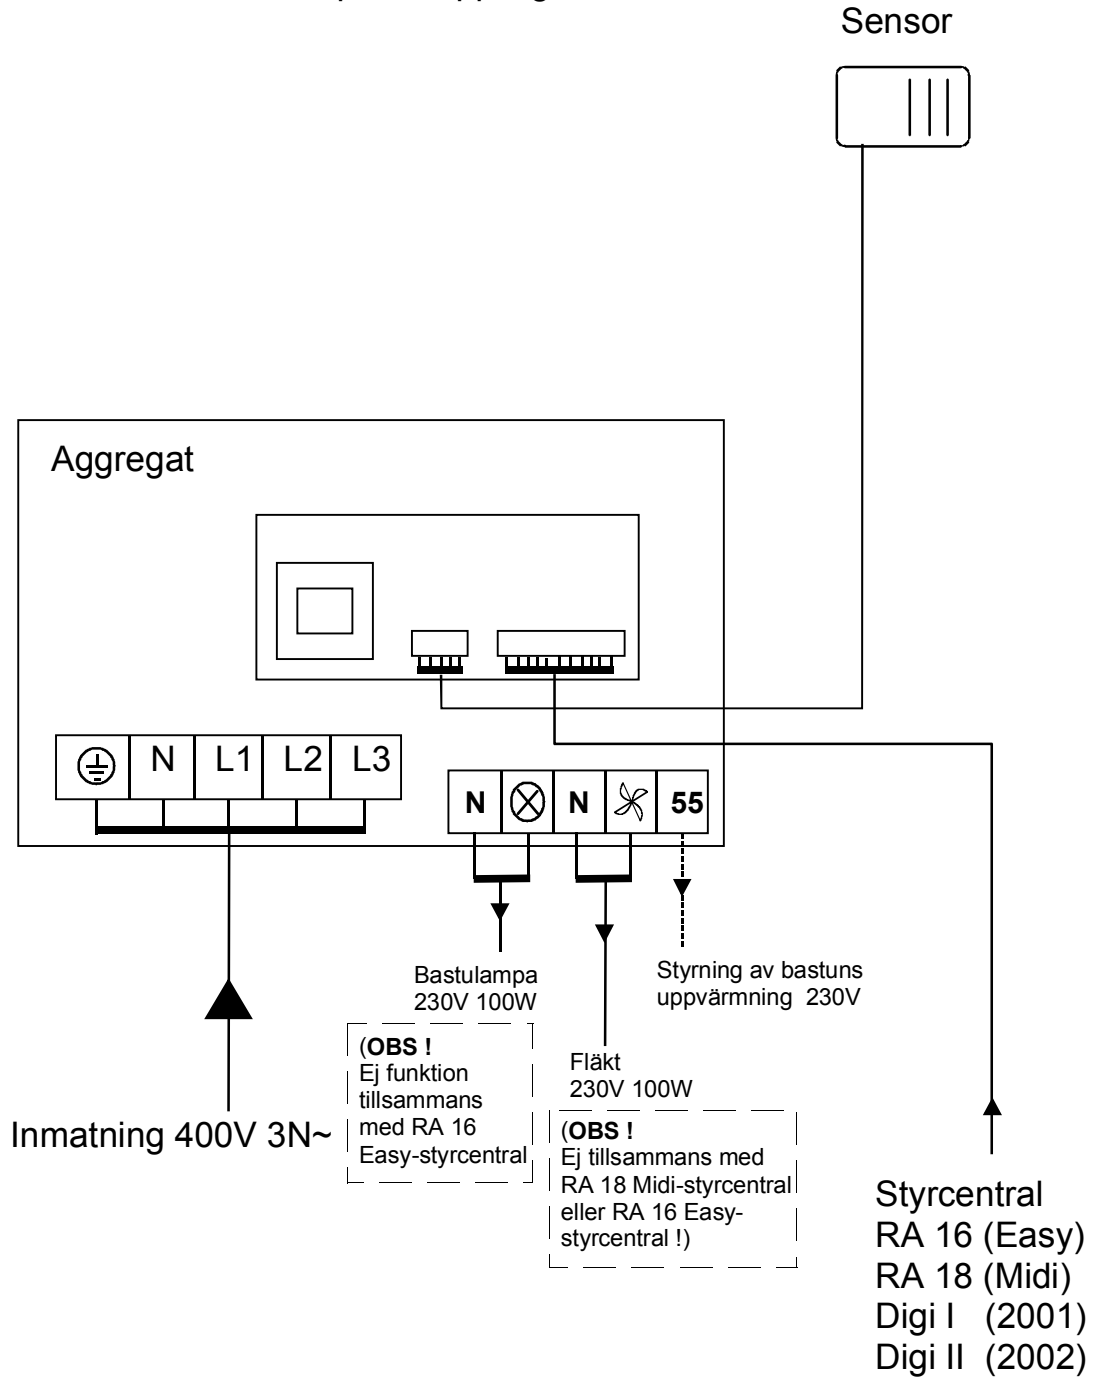 Sensor
Aggregat
N L1 L2 L3
N N 55
Bastulampa
230V 100W
(OBS !
Ej funktion
tillsammans
med RA 16
Easy-styrcentral
Styrning av bastuns
uppvärmning 230V
Fläkt
230V 100W
(OBS !
Ej tillsammans med
RA 18 Midi-styrcentral
eller RA 16 Easy-
styrcentral !)
Inmatning 400V 3N~
Styrcentral
RA 16 (Easy)
RA 18 (Midi)
Digi I (2001)
Digi II (2002)